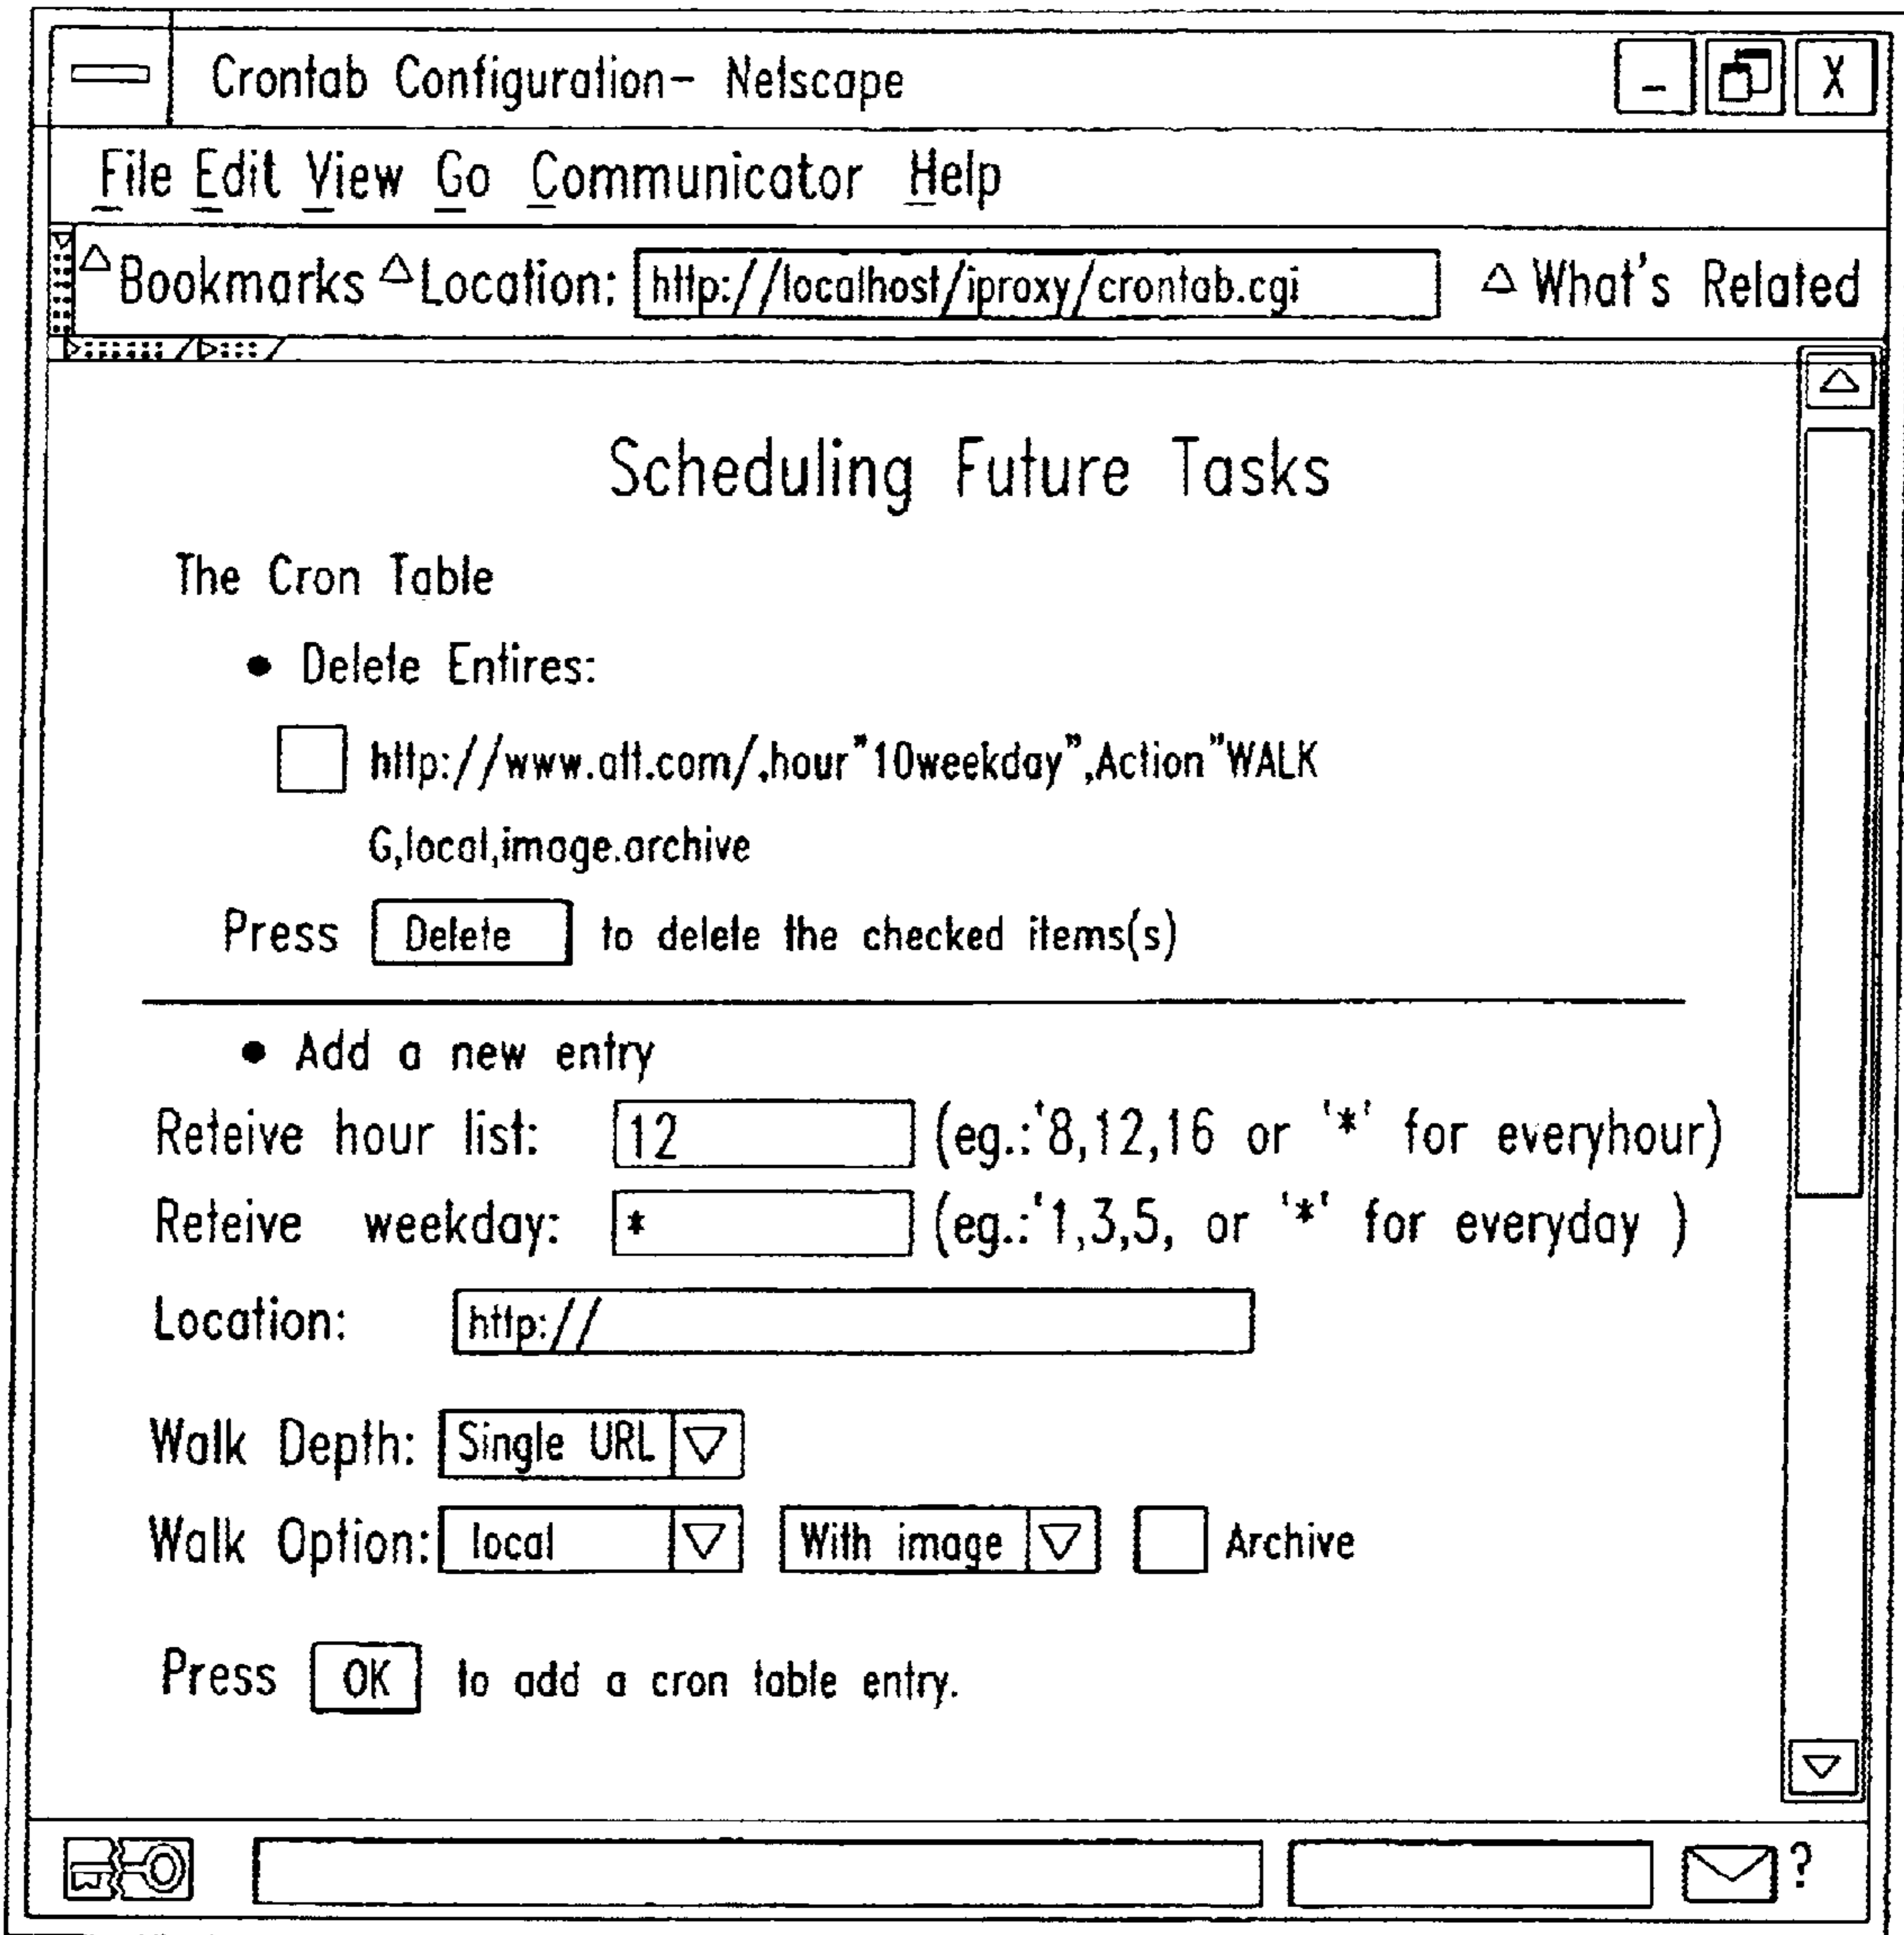 Crontab Configuration- Netscape
- X
File Edit View Go Communicator Help
Bookmarks Location: http://localhost/iproxy/crontab.cgi What's Related
Scheduling Future Tasks
The Cron Table
• Delete Entires:
http://www.att.com/.hour"10weekday",Action"WALK
G,local,image.archive
Press Delete to delete the checked items(s)
• Add a new entry
Reteive hour list: 12 (eg.:'8,12,16 or '*' for everyhour)
Reteive weekday: * (eg.:'1,3,5, or '*' for everyday )
Location: http://
Walk Depth: Single URL
Walk Option: local With image Archive
Press OK to add a cron table entry.
?